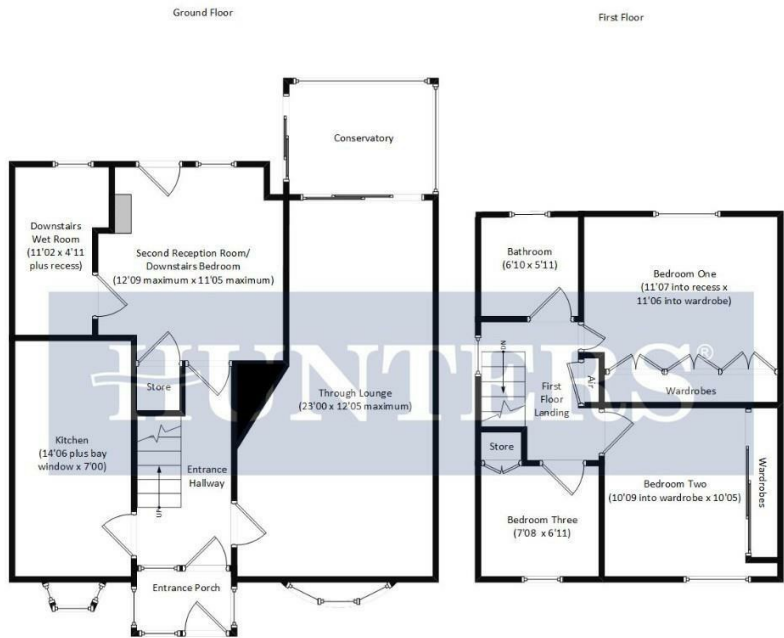 Ground Floor
First Floor
Conservatory
Downstairs
Wet Room
(11'02 x 4'11
plus recess)
Second Reception Room/
Downstairs Bedroom
(12'09 maximum x 11'05 maximum)
Bathroom
(6'10 x 5'11)
Bedroom One
(11'07 into recess x
11'06 into wardrobe)
HUNTERS®
Store
Through Lounge
(23'00 x 12'05 maximum)
Kitchen
(14'06 plus bay
window x 7'00)
Entrance
Hallway
UP
Entrance Porch
DN
First
Floor
Landing
Air
Wardrobes
Store
Bedroom Two
(10'09 into wardrobe x 10'05)
Wardrobes
Bedroom Three
(7'08 x 6'11)